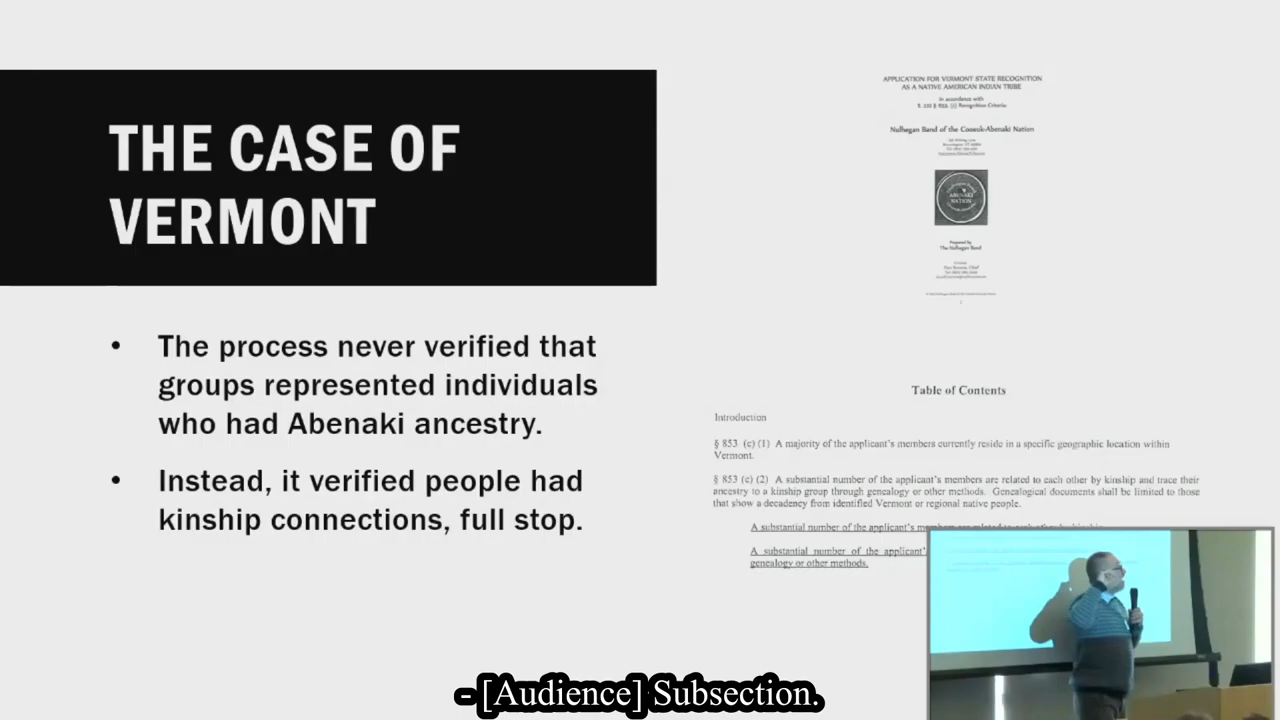 THE CASE OF
VERMONT
• The process never verified that
groups represented individuals
who had Abenaki ancestry.
• Instead, it verified people had
kinship connections, full stop.
APPLICATION FOR VERMONT STATE RECOGNITION
AS A NATIVE AMERICAN INDIAN TRIBE
In accordance with
Recognition Criteria
Nulhegan Band of the Coosuk-Abenaki Nation
ABENAKI
NATION
Prepared by
The Nulhegan Band
Table of Contents
Introduction
§ 853 (c) (1) A majority of the applicant's members currently reside in a specific geographic location within
Vermont.
§ 853 (c) (2) A substantial number of the applicant's members are related to each other by kinship and trace their
ancestry to a kinship group through genealogy or other methods. Genealogical documents shall be limited to those
that show a decadency from identified Vermont or regional native people.
A substantial number of the applicant's members are related to each other by kinship
A substantial number of the applicant's
genealogy or other methods.
- [Audience] Subsection.